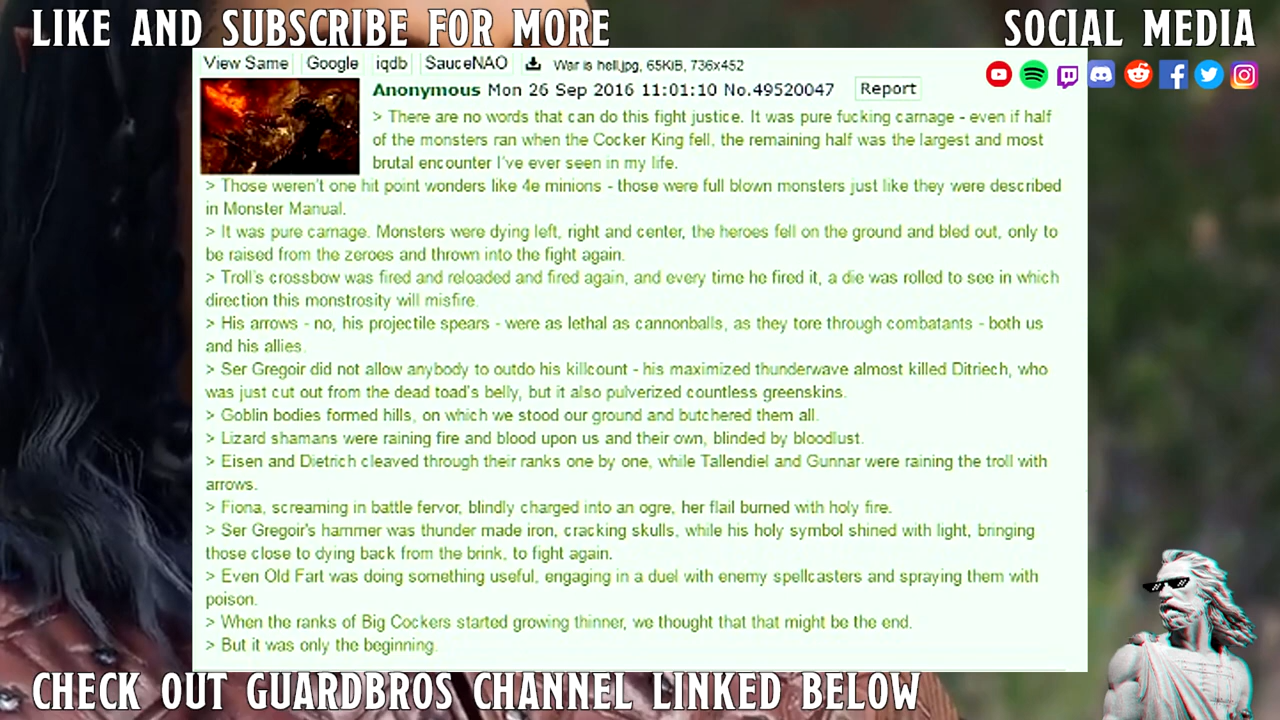 LIKE AND SUBSCRIBE FOR MORE
SOCIAL MEDIA
View Same Google iqdb SauceNAO War is hell.jpg, 65KiB, 736x452
Anonymous Mon 26 Sep 2016 11:01:10 No.49520047 Report
> There are no words that can do this fight justice. It was pure fucking carnage - even if half
of the monsters ran when the Cocker King fell, the remaining half was the largest and most
brutal encounter I've ever seen in my life.
> Those weren't one hit point wonders like 4e minions - those were full blown monsters just like they were described
in Monster Manual.
> It was pure carnage. Monsters were dying left, right and center, the heroes fell on the ground and bled out, only to
be raised from the zeroes and thrown into the fight again.
> Troll's crossbow was fired and reloaded and fired again, and every time he fired it, a die was rolled to see in which
direction this monstrosity will misfire.
> His arrows - no, his projectile spears - were as lethal as cannonballs, as they tore through combatants - both us
and his allies.
> Ser Gregoir did not allow anybody to outdo his killcount - his maximized thunderwave almost killed Ditriech, who
was just cut out from the dead toad's belly, but it also pulverized countless greenskins.
> Goblin bodies formed hills, on which we stood our ground and butchered them all.
> Lizard shamans were raining fire and blood upon us and their own, blinded by bloodlust.
> Eisen and Dietrich cleaved through their ranks one by one, while Tallendiel and Gunnar were raining the troll with
arrows.
> Fiona, screaming in battle fervor, blindly charged into an ogre, her flail burned with holy fire.
> Ser Gregoir's hammer was thunder made iron, cracking skulls, while his holy symbol shined with light, bringing
those close to dying back from the brink, to fight again.
> Even Old Fart was doing something useful, engaging in a duel with enemy spellcasters and spraying them with
poison.
> When the ranks of Big Cockers started growing thinner, we thought that that might be the end.
> But it was only the beginning.
CHECK OUT GUARDBROS CHANNEL LINKED BELOW